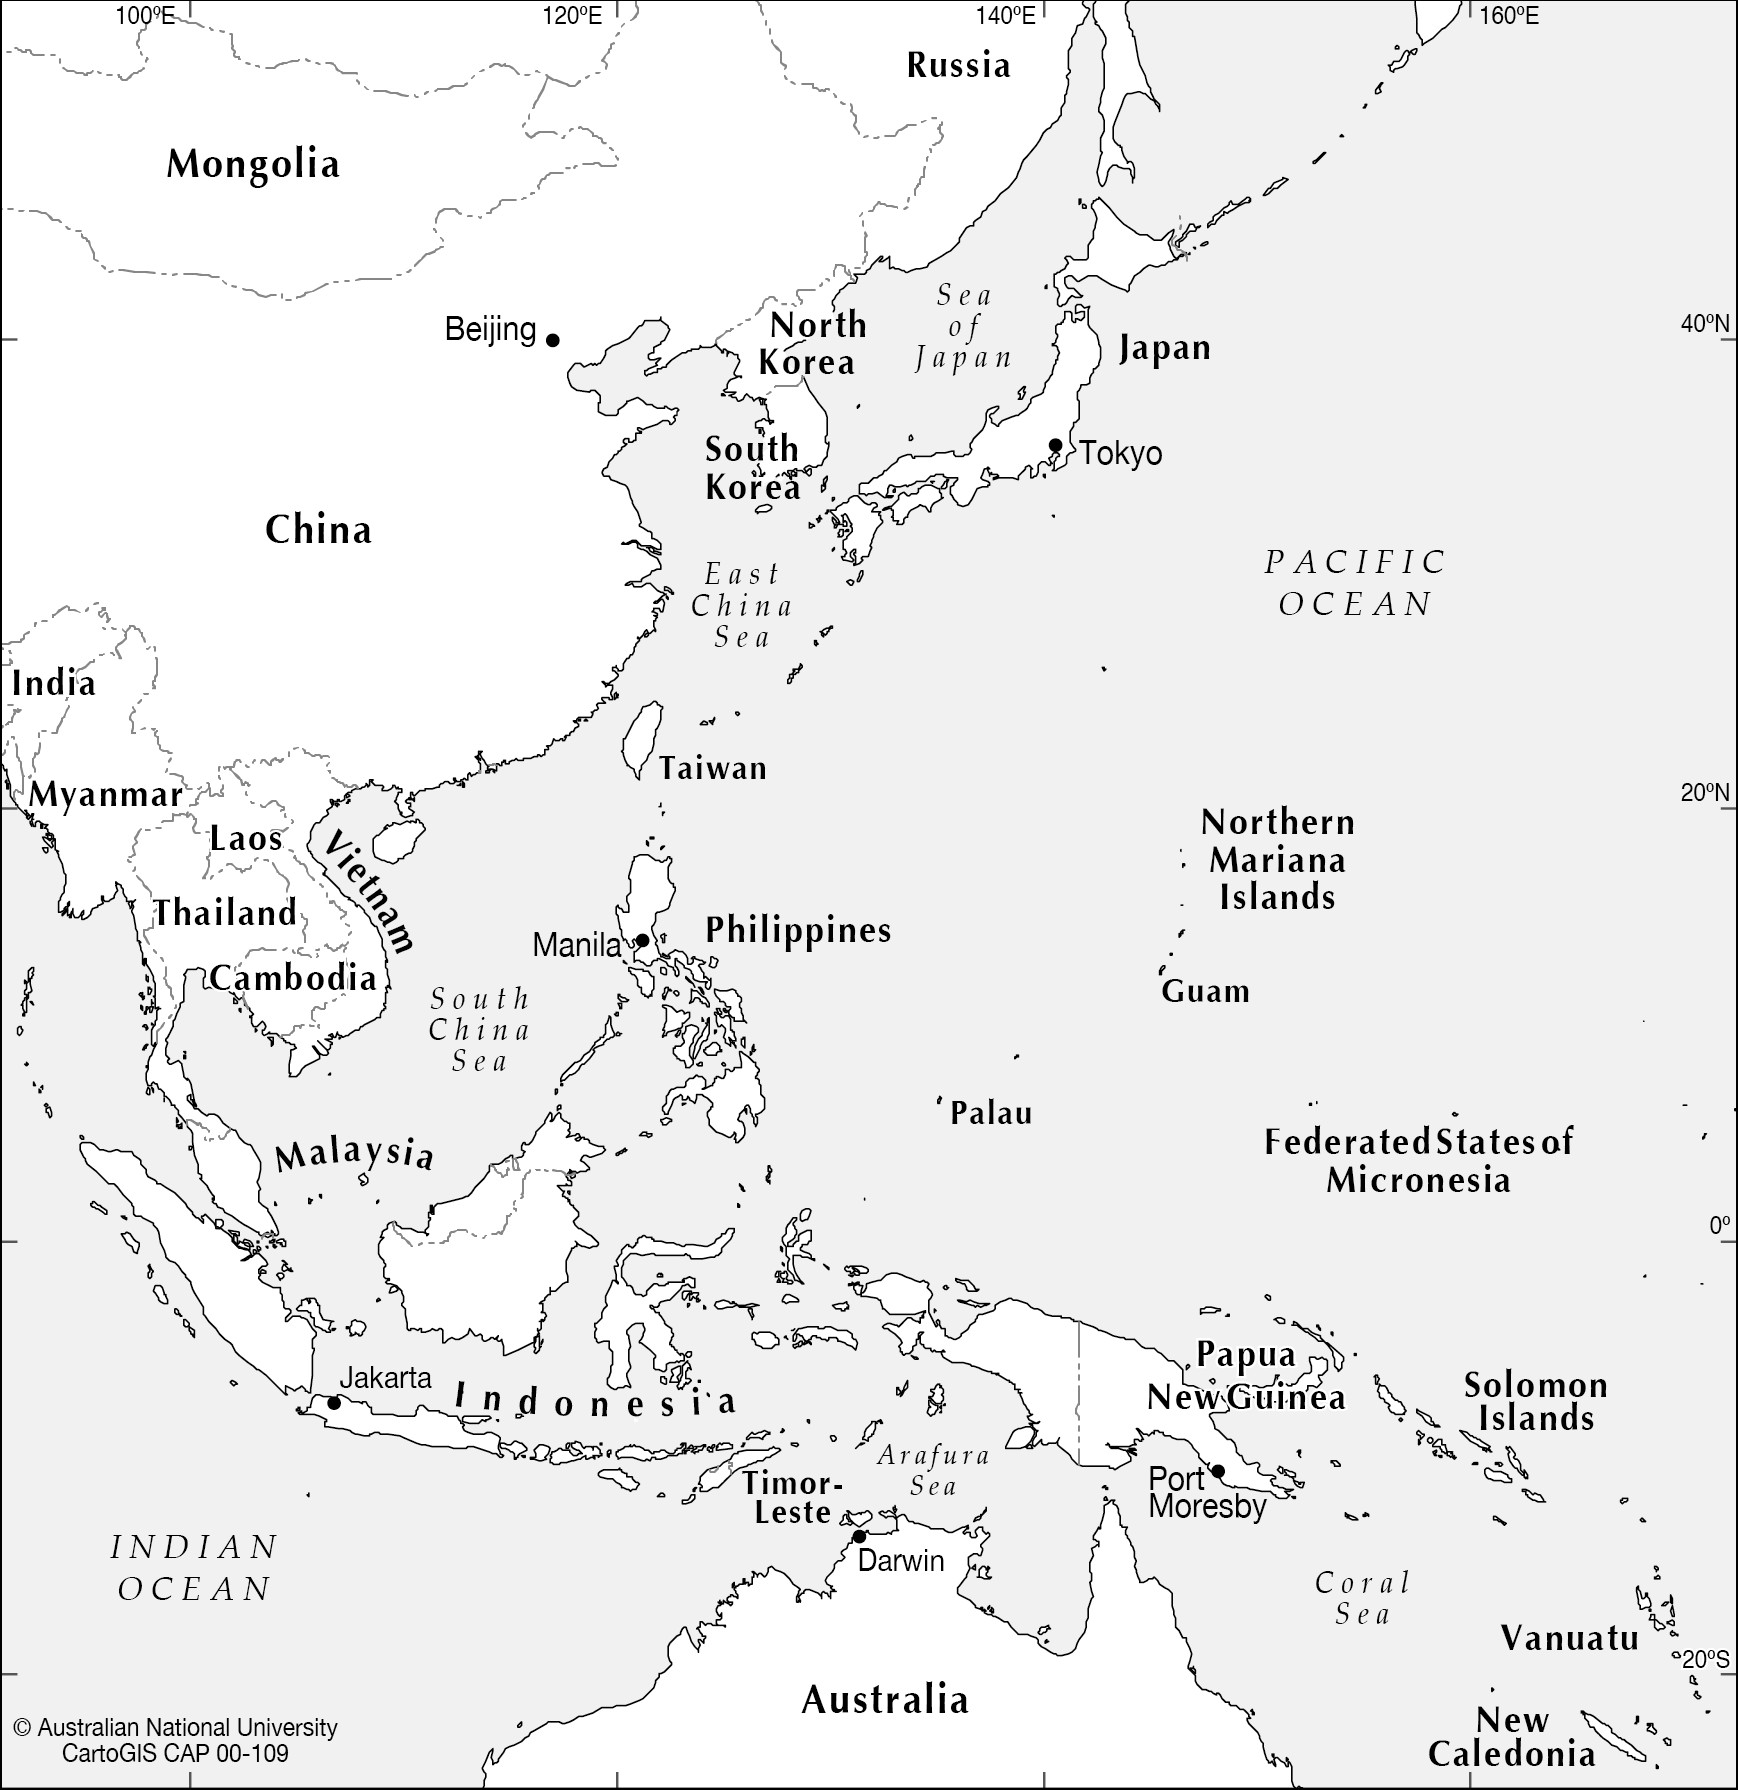 100ºE
120ºE
140ºE
160ºE
Russia
Mongolia
Sea
of
Japan
Beijing
North
Korea
40ºN
Japan
South
Korea
Tokyo
China
PACIFIC
OCEAN
East
China
Sea
India
Taiwan
Myanmar
20ºN
Laos
Vietnam
Northern
Mariana
Islands
Thailand
Manila
Philippines
Cambodia
Guam
South
China
Sea
Palau
Malaysia
Federated States of
Micronesia
0º
Papua
New Guinea
Jakarta
Indonesia
Solomon
Islands
Arafura
Sea
Timor-
Leste
Port
Moresby
INDIAN
OCEAN
Darwin
Coral
Sea
Vanuatu
20ºS
Australia
New
Caledonia
© Australian National University
CartoGIS CAP 00-109